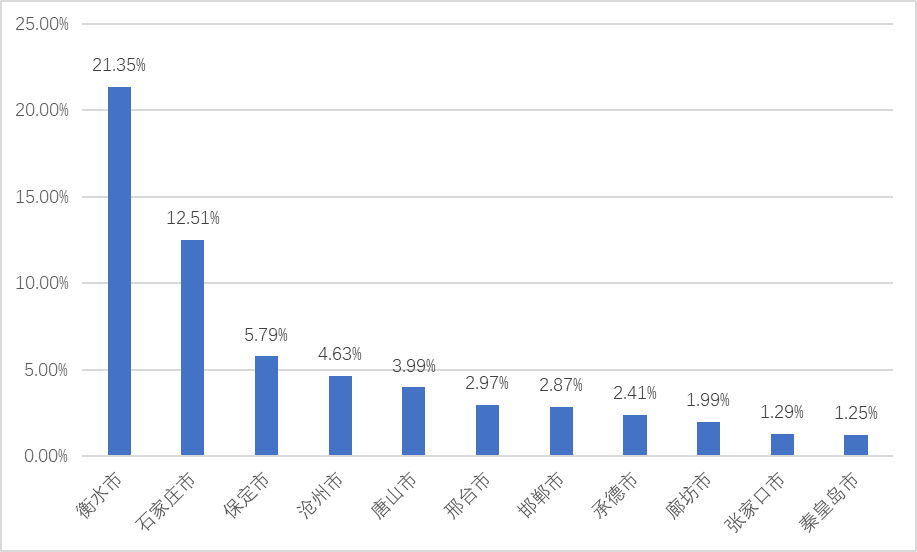 25.00%
20.00%
15.00%
10.00%
5.00%
0.00%
21.35%
12.51%
5.79%
4.63%
3.99%
2.97%
2.87%
2.41%
1.99%
1.29%
1.25%
衡水市
石家庄市
保定市
沧州市
唐山市
邢台市
邯郸市
承德市
廊坊市
张家口市
秦皇岛市